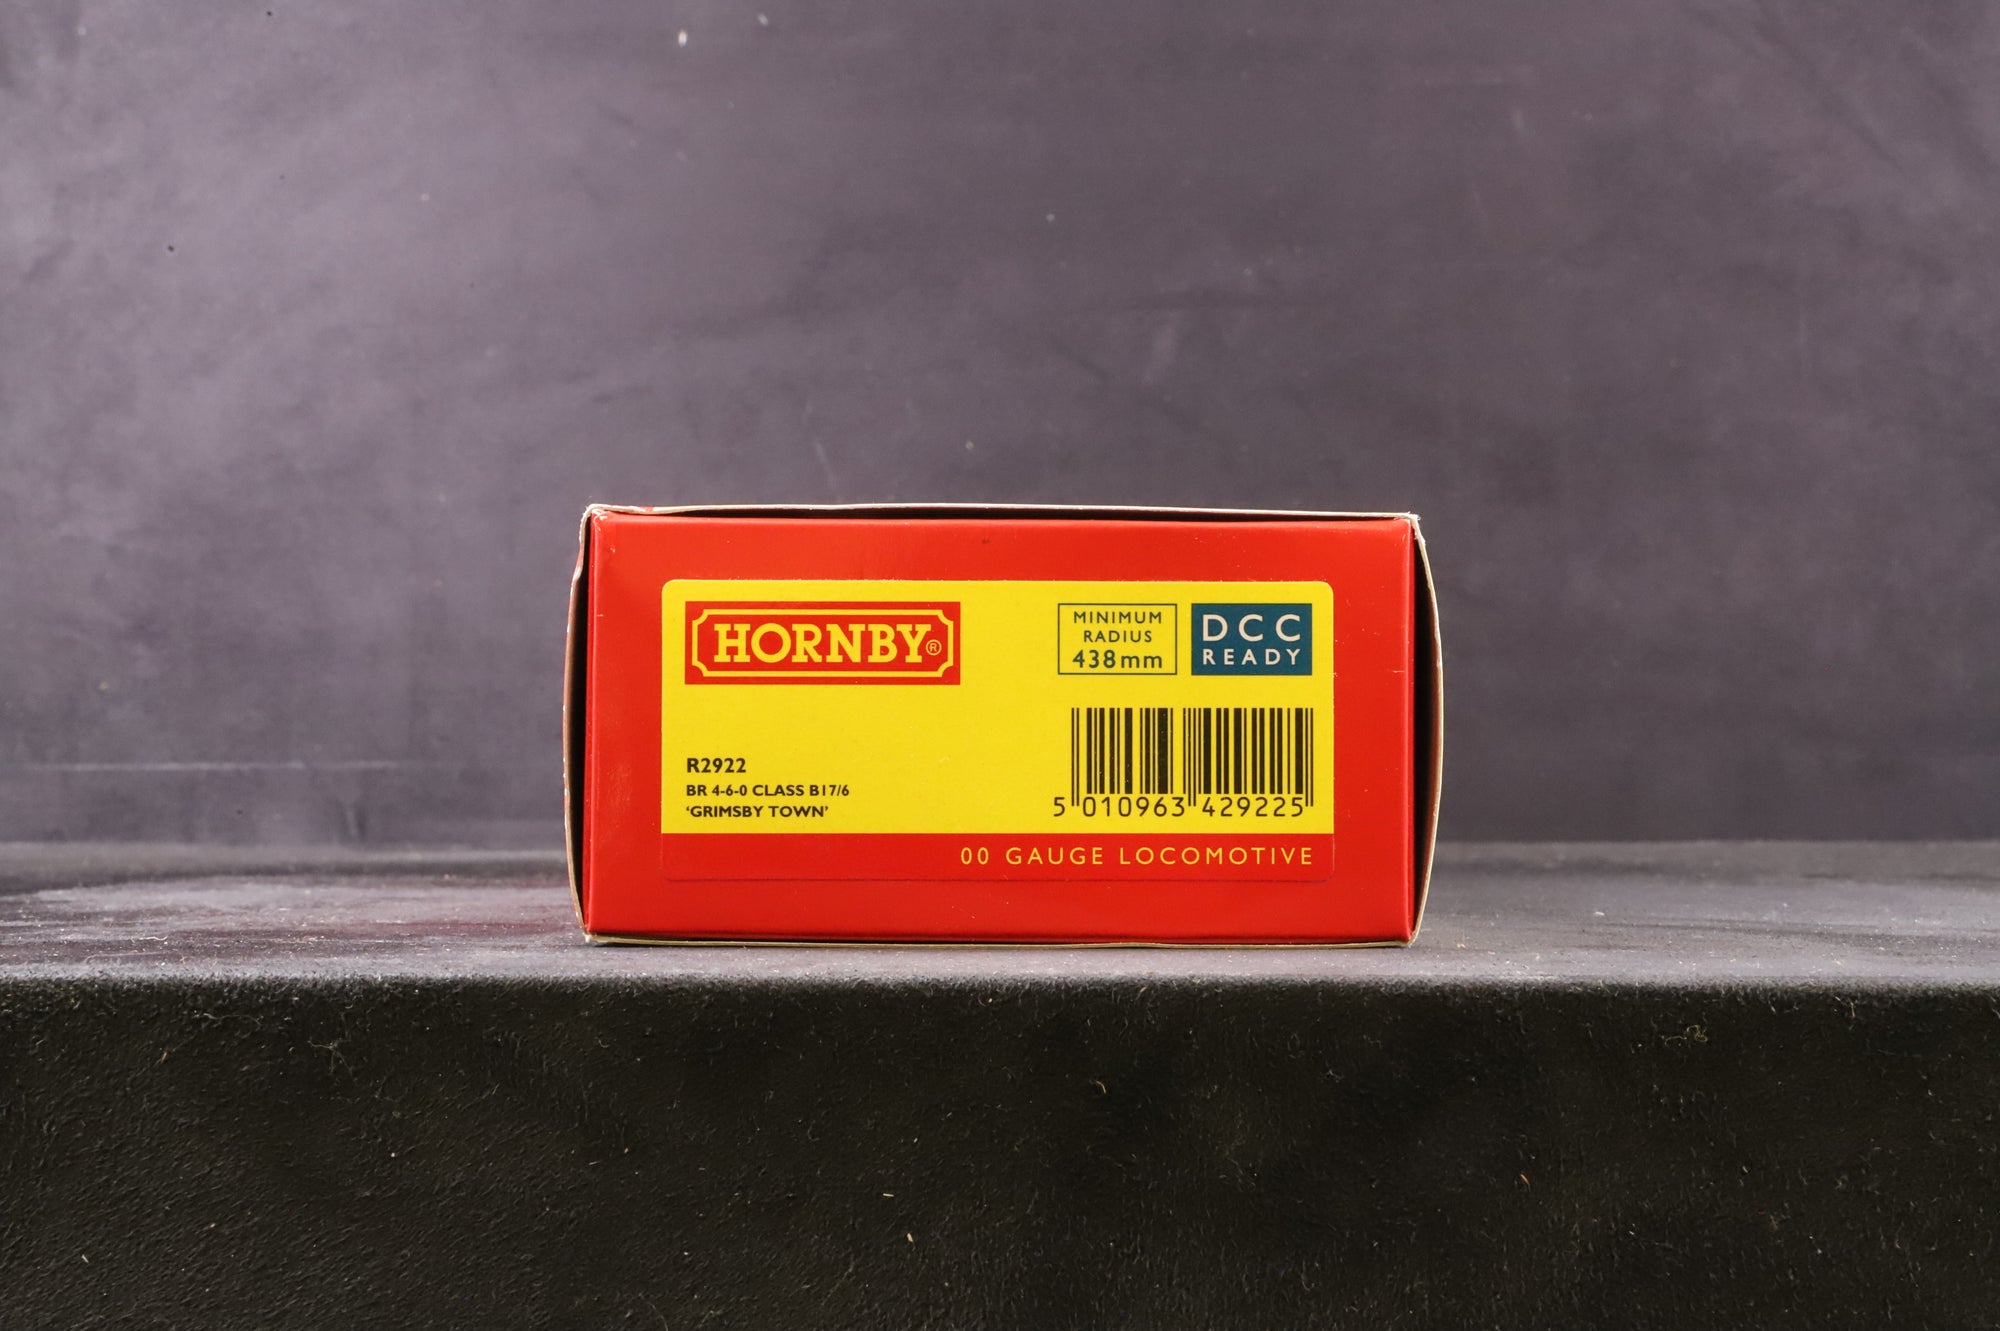 HORNBY®
MINIMUM
RADIUS
438mm
DCC
READY
R2922
BR 4-6-0 CLASS B17/6
‘GRIMSBY TOWN’
5 010963 429225
00 GAUGE LOCOMOTIVE